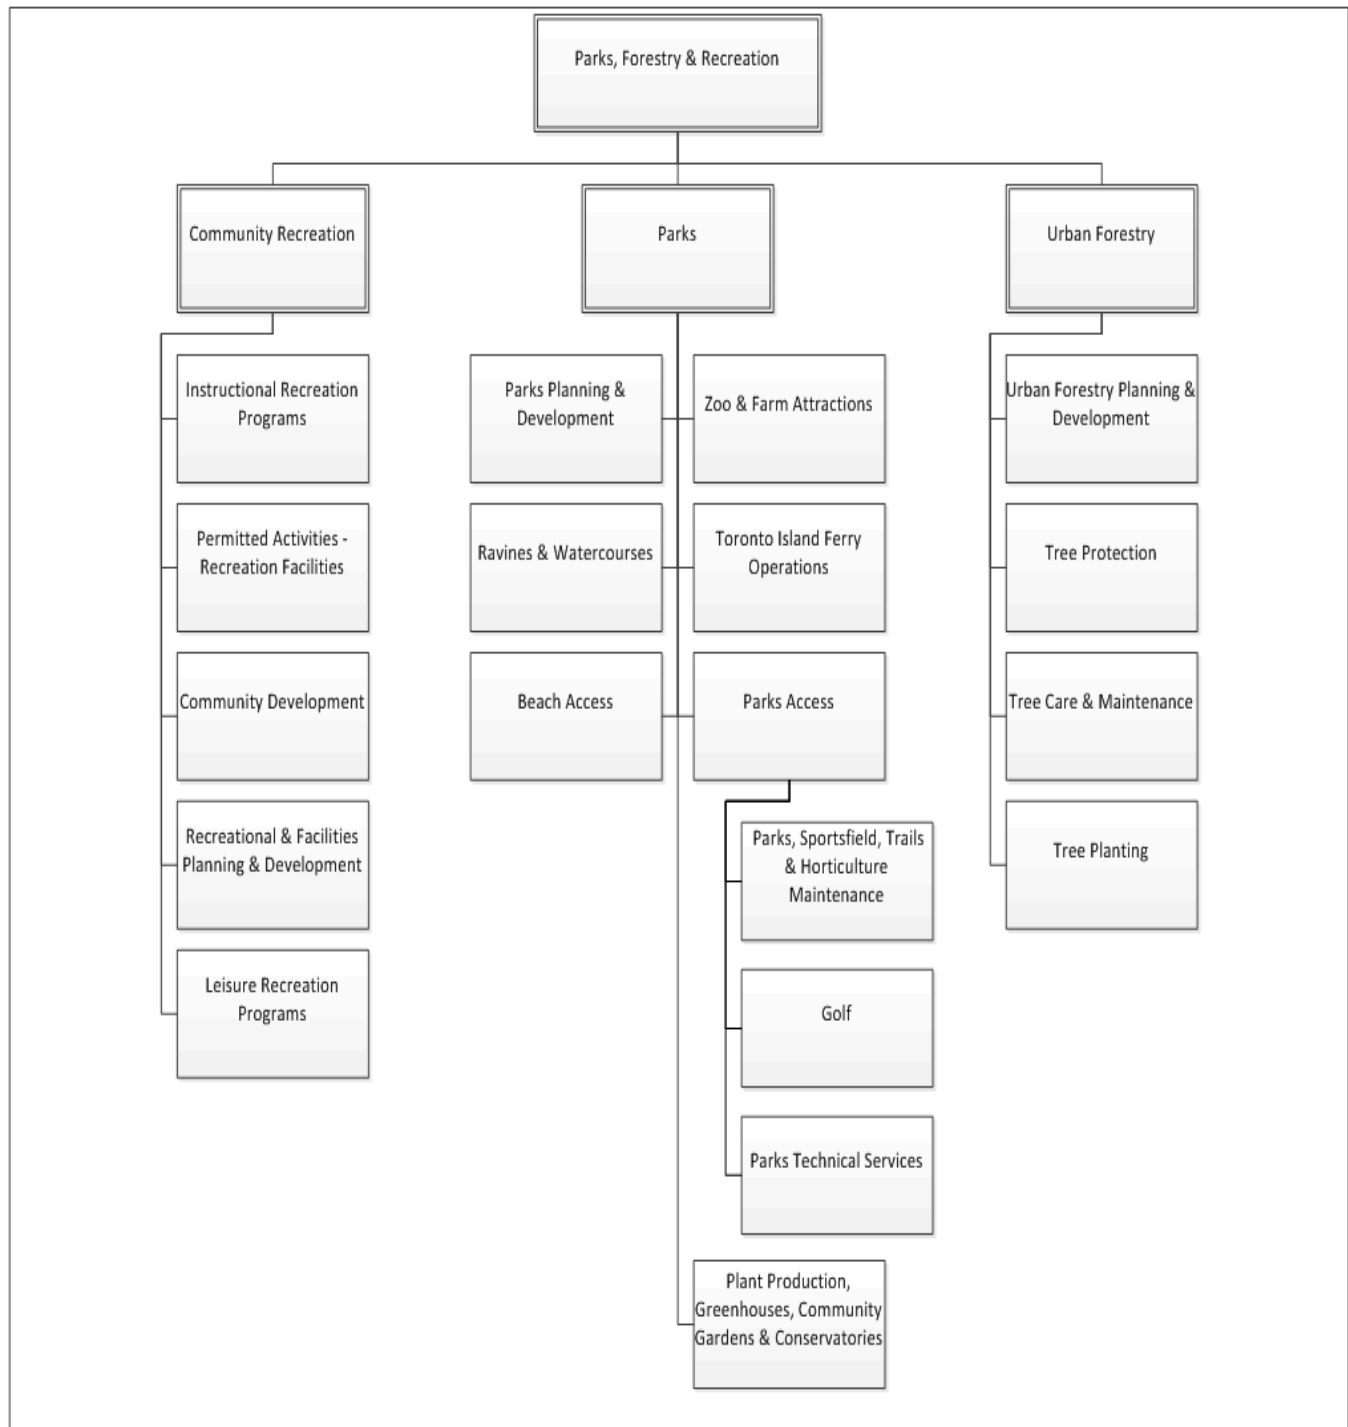 Parks, Forestry & Recreation
Community Recreation
Parks
Urban Forestry
Instructional Recreation
Programs
Permitted Activities -
Recreation Facilities
Community Development
Recreational & Facilities
Planning & Development
Leisure Recreation
Programs
Parks Planning &
Development
Zoo & Farm Attractions
Ravines & Watercourses
Toronto Island Ferry
Operations
Beach Access
Parks Access
Parks, Sportsfield, Trails
& Horticulture
Maintenance
Golf
Parks Technical Services
Plant Production,
Greenhouses, Community
Gardens & Conservatories
Urban Forestry Planning &
Development
Tree Protection
Tree Care & Maintenance
Tree Planting